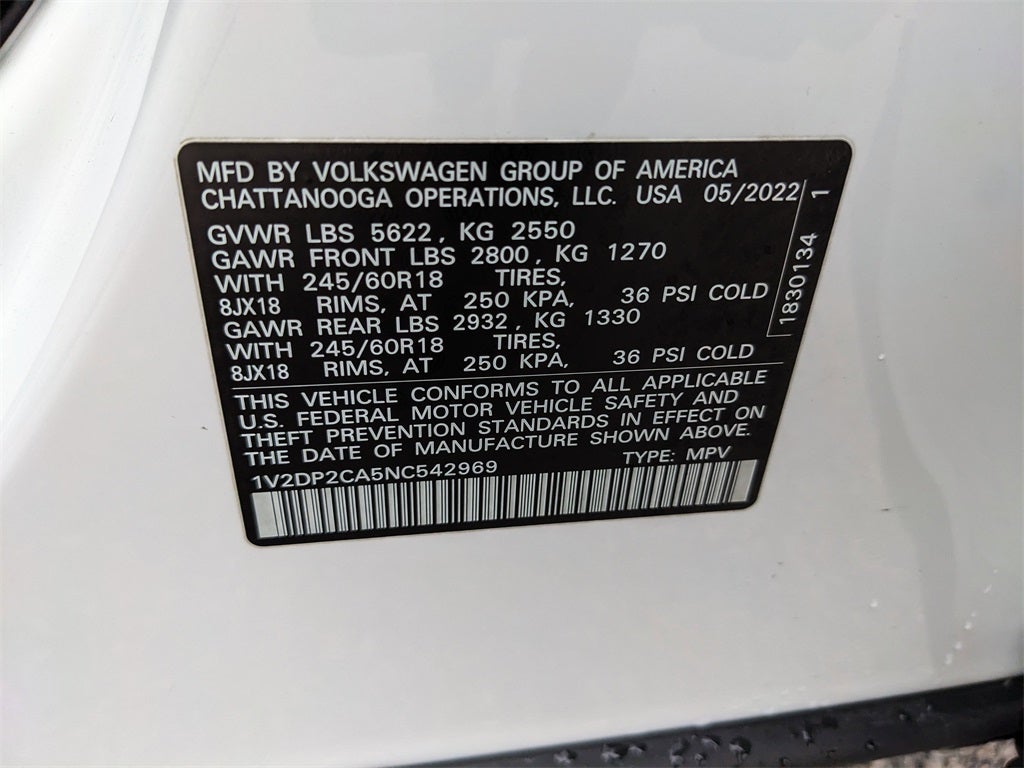 MFD BY VOLKSWAGEN GROUP OF AMERICA
CHATTANOOGA OPERATIONS, LLC. USA 05/2022
GVWR LBS 5622, KG 2550
GAWR FRONT LBS 2800, KG 1270
WITH 245/60R18 TIRES,
8JX18 RIMS, AT 250 KPA, 36 PSI COLD
GAWR REAR LBS 2932, KG 1330
WITH 245/60R18 TIRES,
8JX18 RIMS, AT 250 KPA, 36 PSI COLD
THIS VEHICLE CONFORMS TO ALL APPLICABLE
U.S. FEDERAL MOTOR VEHICLE SAFETY AND
THEFT PREVENTION STANDARDS IN EFFECT ON
THE DATE OF MANUFACTURE SHOWN ABOVE.
1V2DP2CA5NC542969 TYPE: MPV
1830134 1